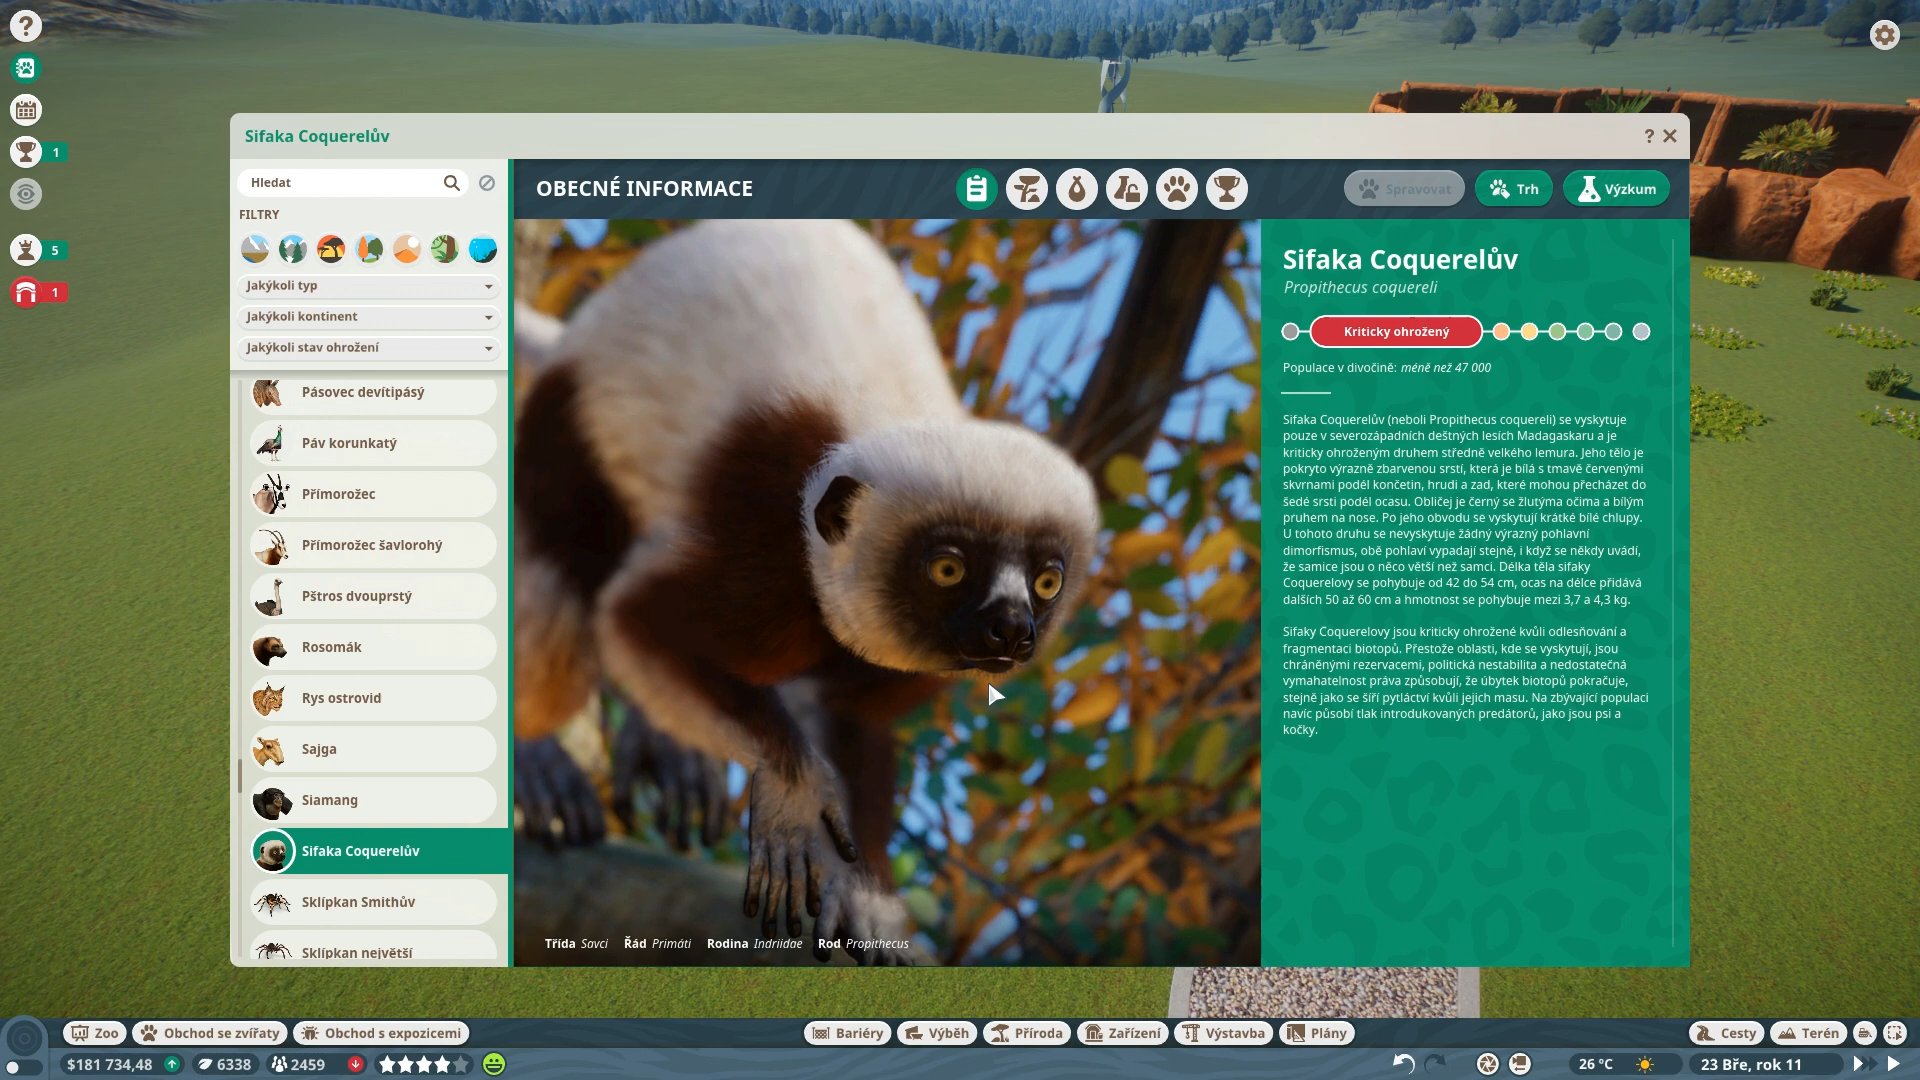 1
5
1
Sifaka Coquerelův
?
Hledat
FILTRY
Jakýkoli typ
Jakýkoli kontinent
Jakýkoli stav ohrožení
Pásovec devítipásý
Páv korunkatý
Přímorožec
Přímorožec šavlorohý
Pštros dvouprstý
Rosomák
Rys ostrovid
Sajga
Siamang
Sifaka Coquerelův
Sklípkan Smithův
Sklípkan největší
OBECNÉ INFORMACE
Spravovat
Trh
Výzkum
Třída Savci Řád Primáti Rodina Indriidae Rod Propithecus
Sifaka Coquerelův
Propithecus coquereli
Kriticky ohrožený
Populace v divočině: méně než 47 000
Sifaka Coquerelův (neboli Propithecus coquereli) se vyskytuje
pouze v severozápadních deštných lesích Madagaskaru a je
kriticky ohroženým druhem středně velkého lemura. Jeho tělo je
pokryto výrazně zbarvenou srstí, která je bílá s tmavě červenými
skvrnami podél končetin, hrudi a zad, které mohou přecházet do
šedé srsti podél ocasu. Obličej je černý se žlutýma očima a bílým
pruhem na nose. Po jeho obvodu se vyskytují krátké bílé chlupy.
U tohoto druhu se nevyskytuje žádný výrazný pohlavní
dimorfismus, obě pohlaví vypadají stejně, i když se někdy uvádí,
že samice jsou o něco větší než samci. Délka těla sifaky
Coquerelovy se pohybuje od 42 do 54 cm, ocas na délce přidává
dalších 50 až 60 cm a hmotnost se pohybuje mezi 3,7 a 4,3 kg.
Sifaky Coquerelovy jsou kriticky ohrožené kvůli odlesňování a
fragmentaci biotopů. Přestože oblasti, kde se vyskytují, jsou
chráněnými rezervacemi, politická nestabilita a nedostatečná
vymahatelnost práva způsobují, že úbytek biotopů pokračuje,
stejně jako se šíří pytláctví kvůli jejich masu. Na zbývající populaci
navíc působí tlak introdukovaných predátorů, jako jsou psi a
kočky.
Zoo
Obchod se zvířaty
Obchod s expozicemi
Bariéry
Výběh
Příroda
Zařízení
Výstavba
Plány
Cesty
Terén
$181 734,48
6338
2459
26 °C
23 Bře, rok 11